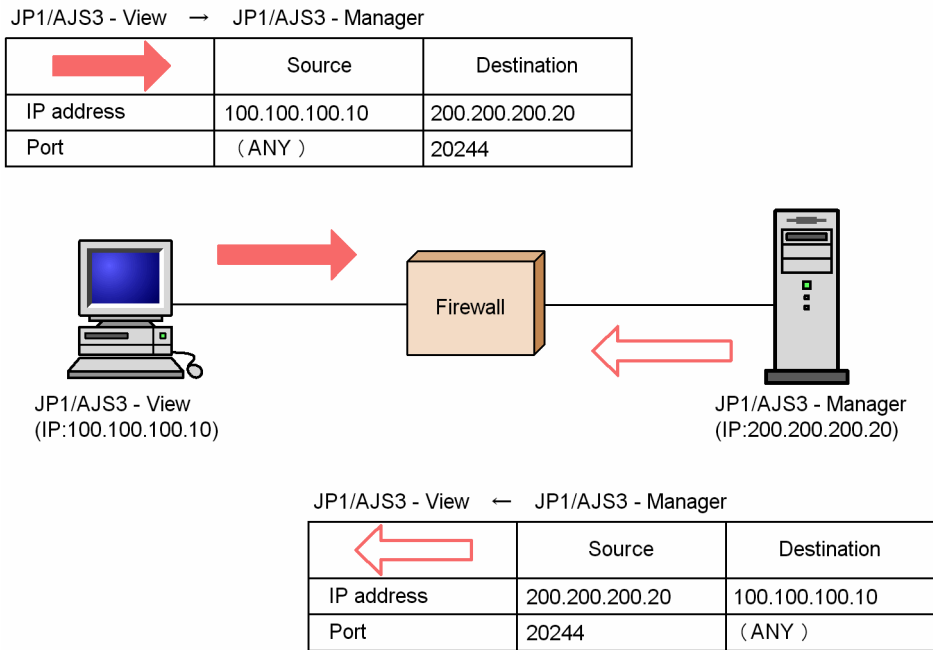 JP1/AJS3 - View → JP1/AJS3 - Manager
Source Destination
IP address 100.100.100.10 200.200.200.20
Port （ANY） 20244
Firewall
JP1/AJS3 - View
(IP:100.100.100.10)
JP1/AJS3 - Manager
(IP:200.200.200.20)
JP1/AJS3 - View ← JP1/AJS3 - Manager
Source Destination
IP address 200.200.200.20 100.100.100.10
Port 20244 （ANY）